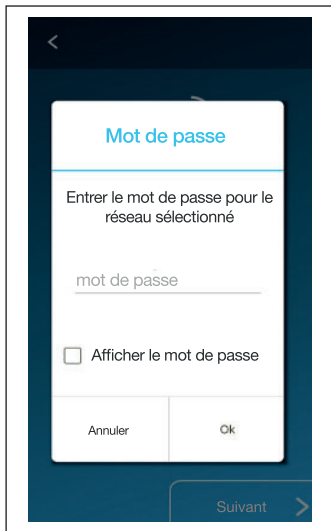 Mot de passe
Entrer le mot de passe pour le
réseau sélectionné
mot de passe
Afficher le mot de passe
Annuler
Ok
Suivant